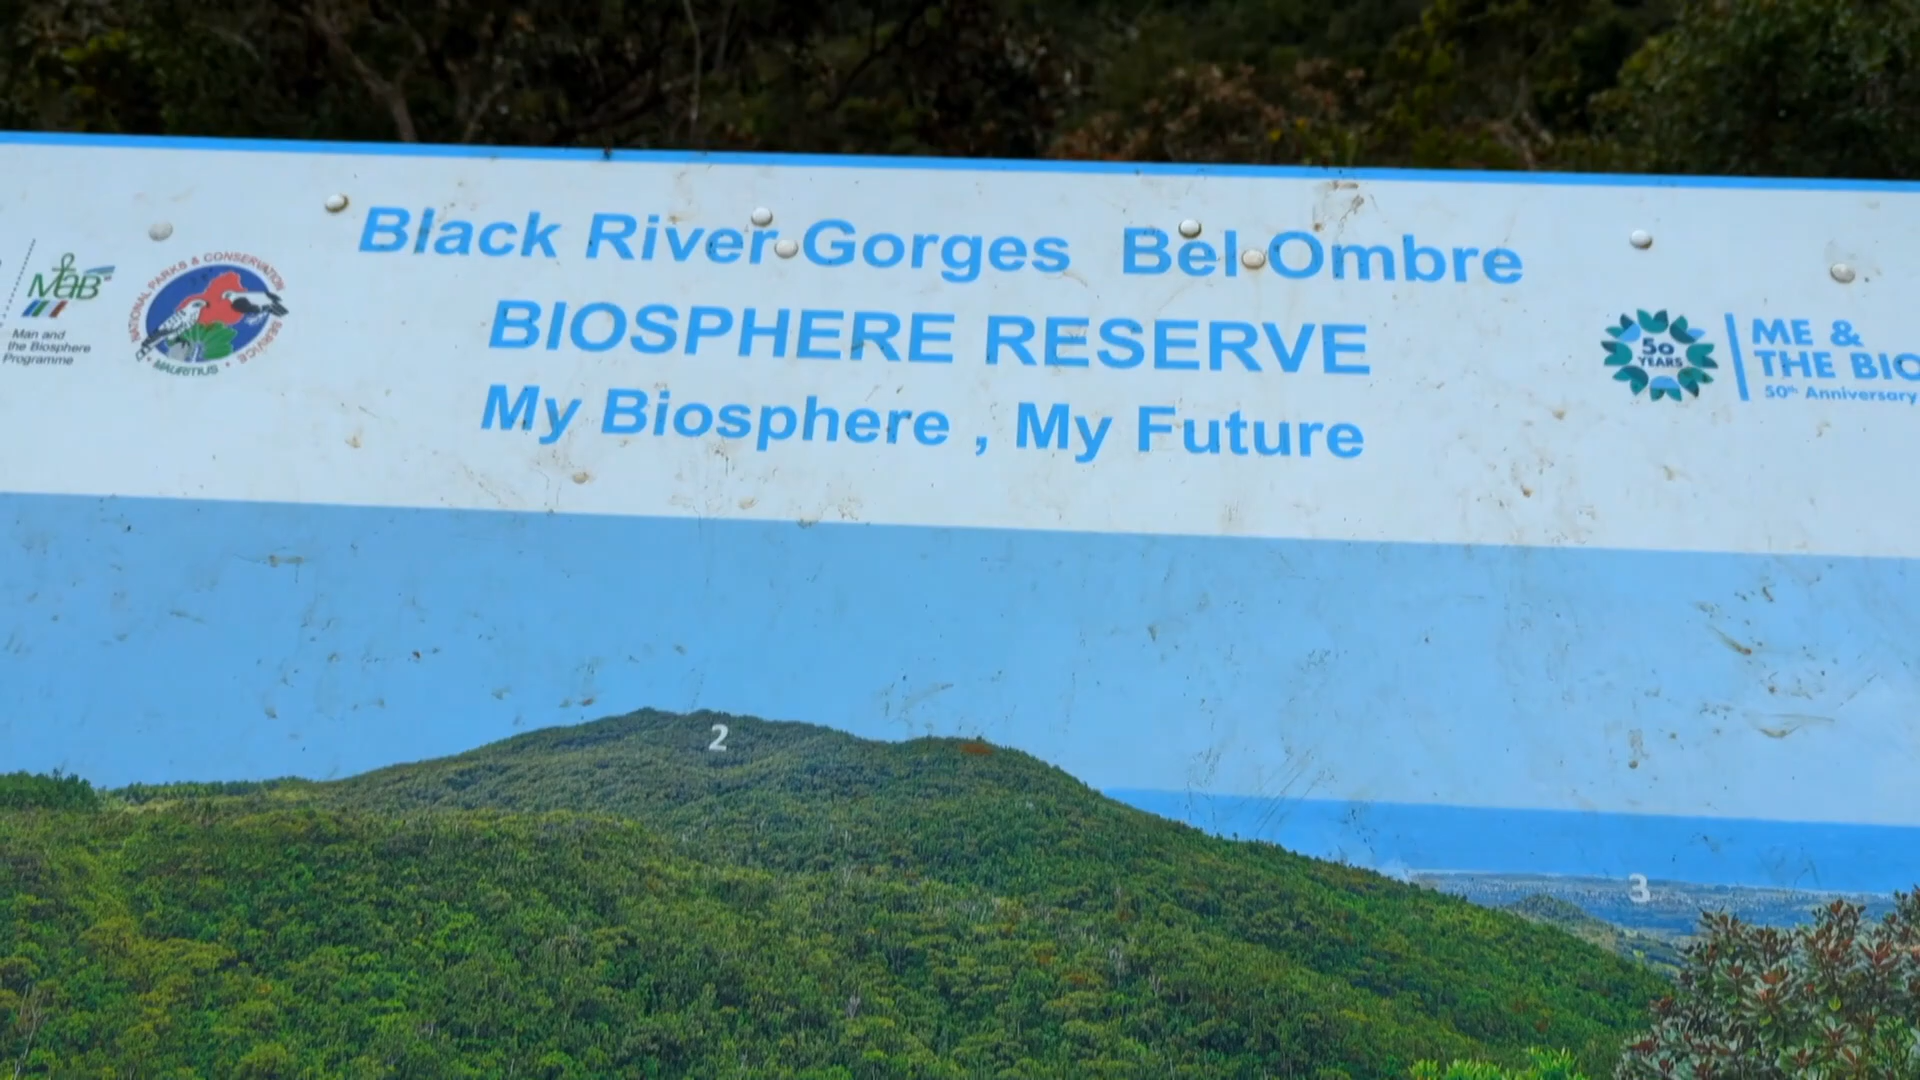 Black River Gorges Bel Ombre
BIOSPHERE RESERVE
My Biosphere , My Future
MaB
Man and
the Biosphere
Programme
NATIONAL PARKS & CONSERVATION SERVICE
• MAURITIUS •
50
YEARS
ME &
THE BIO
50th Anniversary
2
3